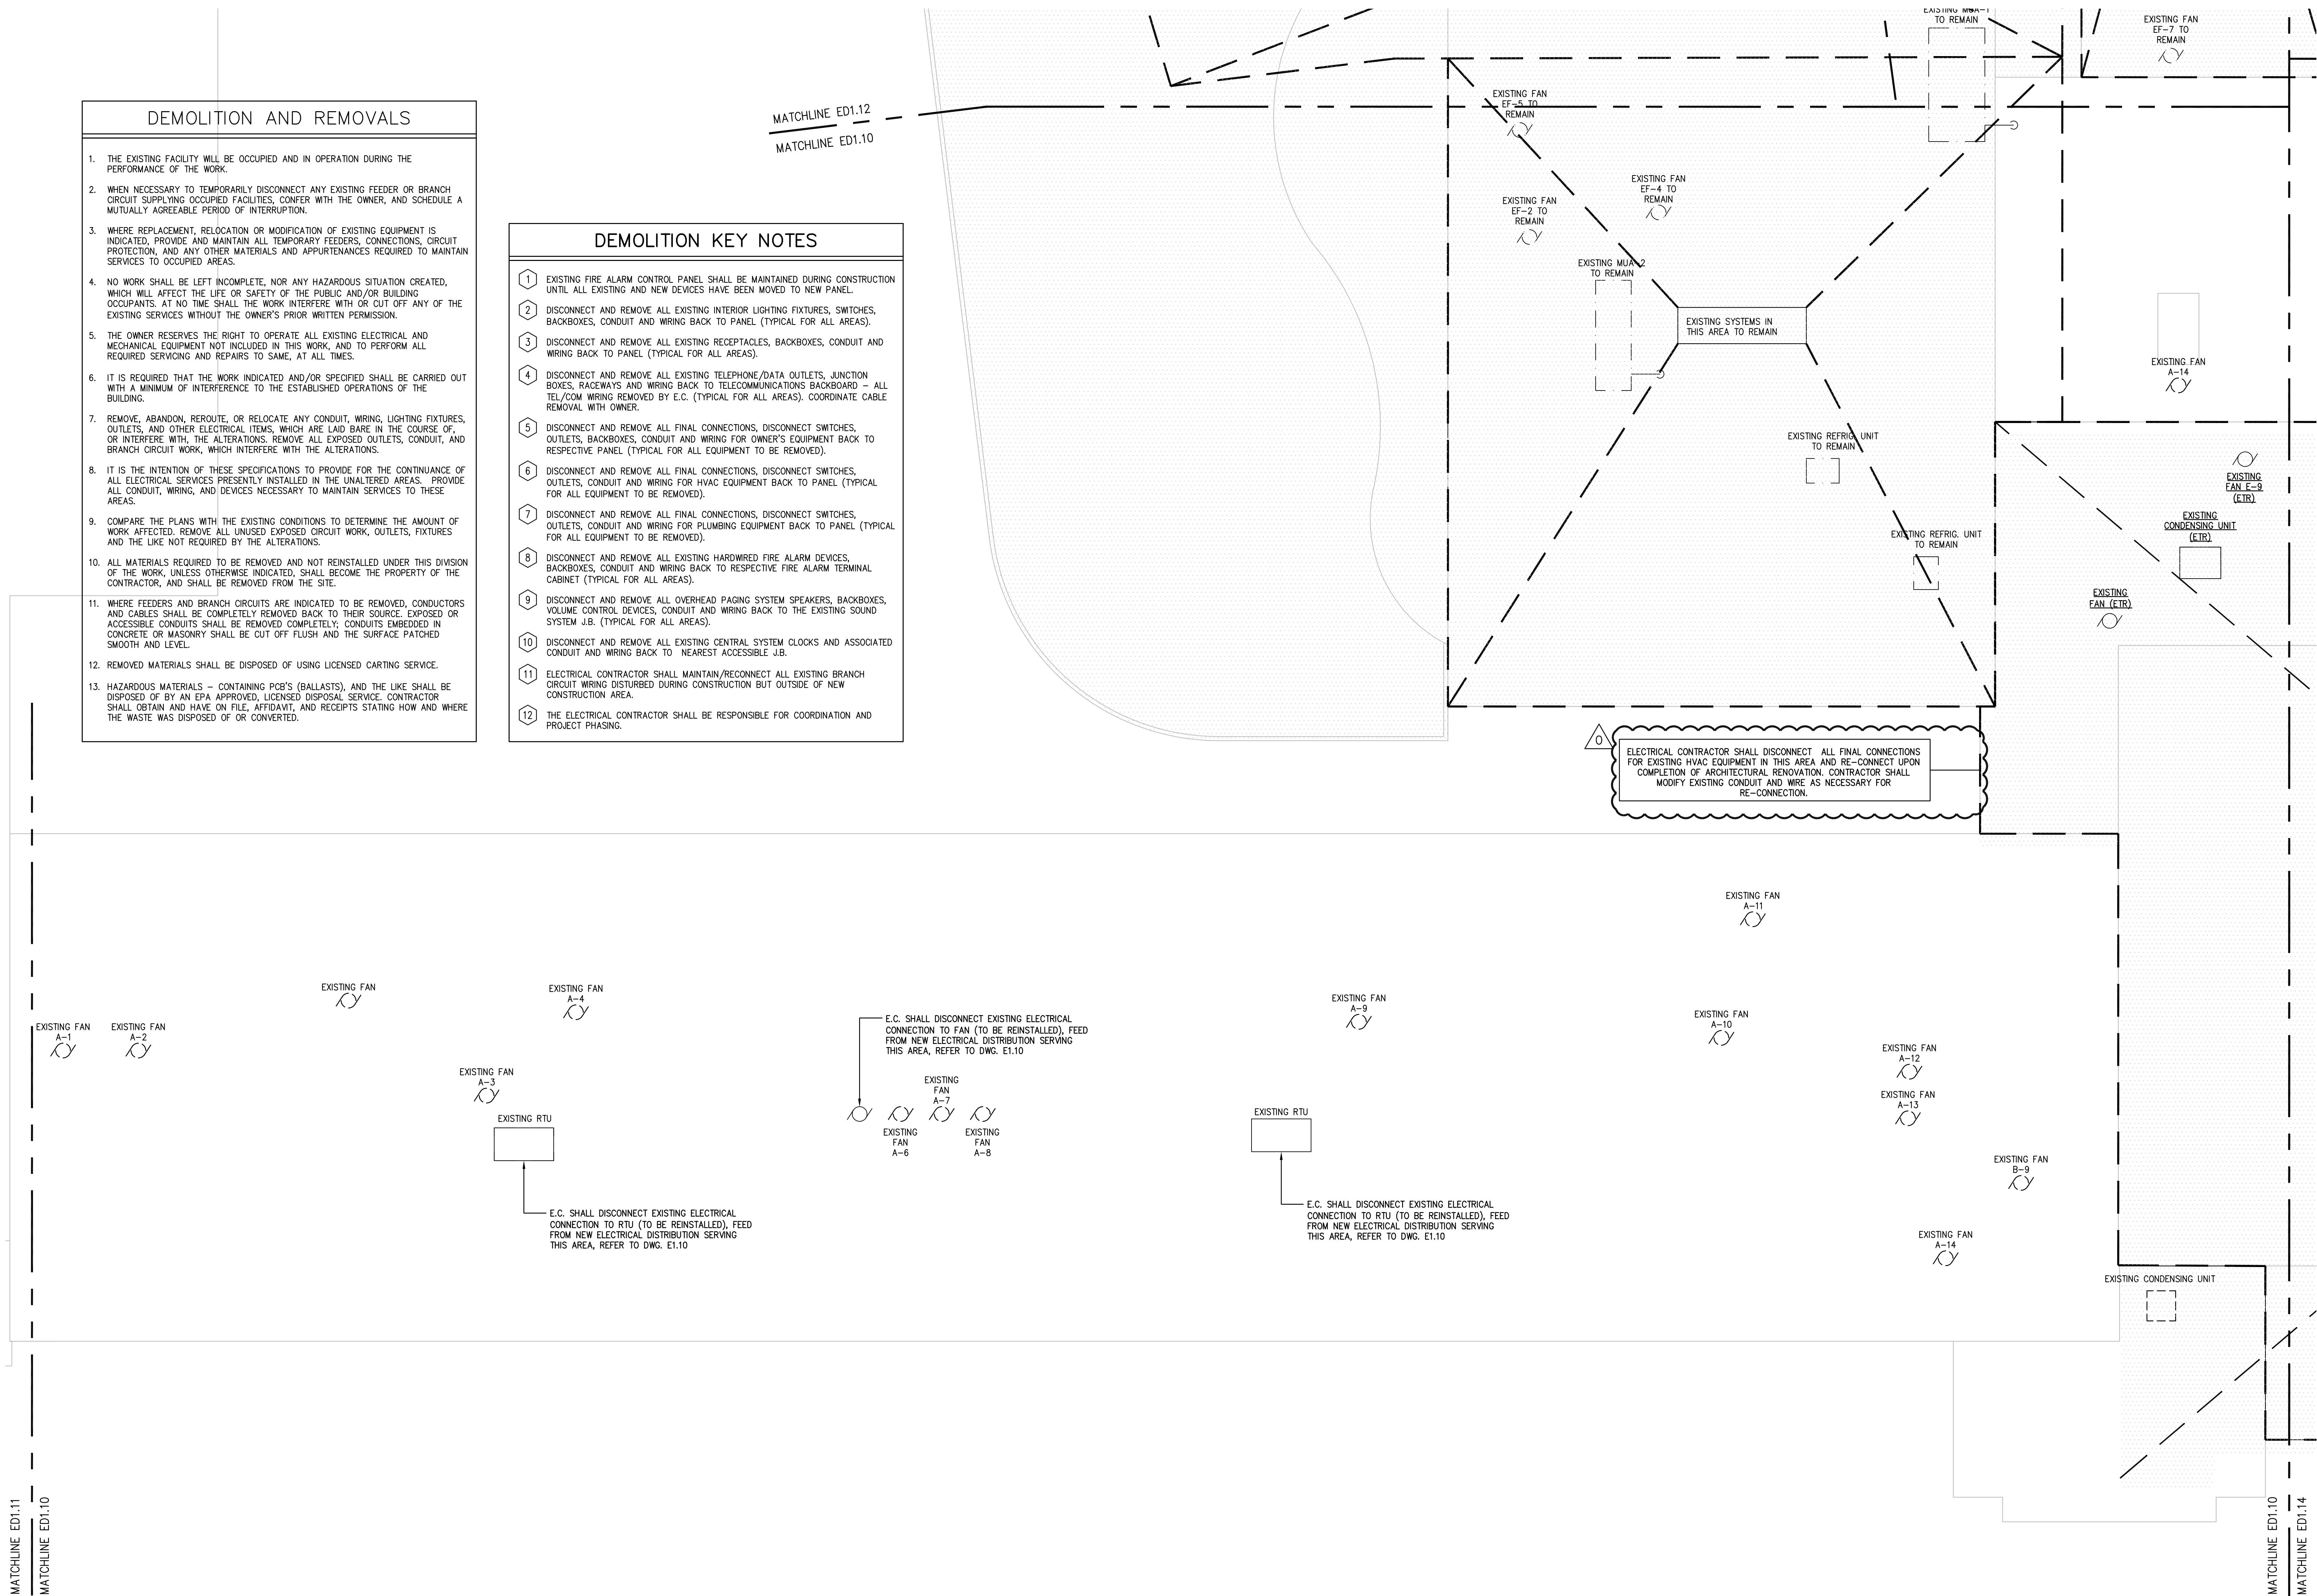 DEMOLITION AND REMOVALS
1. THE EXISTING FACILITY WILL BE OCCUPIED AND IN OPERATION DURING THE
PERFORMANCE OF THE WORK.
2. WHEN NECESSARY TO TEMPORARILY DISCONNECT ANY EXISTING FEEDER OR BRANCH
CIRCUIT SUPPLYING OCCUPIED FACILITIES, CONFER WITH THE OWNER, AND SCHEDULE A
MUTUALLY AGREEABLE PERIOD OF INTERRUPTION.
3. WHERE REPLACEMENT, RELOCATION OR MODIFICATION OF EXISTING EQUIPMENT IS
INDICATED, PROVIDE AND MAINTAIN ALL TEMPORARY FEEDERS, CONNECTIONS, CIRCUIT
PROTECTION, AND ANY OTHER MATERIALS AND APPURTENANCES REQUIRED TO MAINTAIN
SERVICES TO OCCUPIED AREAS.
4. NO WORK SHALL BE LEFT INCOMPLETE, NOR ANY HAZARDOUS SITUATION CREATED,
WHICH WILL AFFECT THE LIFE OR SAFETY OF THE PUBLIC AND/OR BUILDING
OCCUPANTS. AT NO TIME SHALL THE WORK INTERFERE WITH OR CUT OFF ANY OF THE
EXISTING SERVICES WITHOUT THE OWNER'S PRIOR WRITTEN PERMISSION.
5. THE OWNER RESERVES THE RIGHT TO OPERATE ALL EXISTING ELECTRICAL AND
MECHANICAL EQUIPMENT NOT INCLUDED IN THIS WORK, AND TO PERFORM ALL
REQUIRED SERVICING AND REPAIRS TO SAME, AT ALL TIMES.
6. IT IS REQUIRED THAT THE WORK INDICATED AND/OR SPECIFIED SHALL BE CARRIED OUT
WITH A MINIMUM OF INTERFERENCE TO THE ESTABLISHED OPERATIONS OF THE
BUILDING.
7. REMOVE, ABANDON, REROUTE, OR RELOCATE ANY CONDUIT, WIRING, LIGHTING FIXTURES,
OUTLETS, AND OTHER ELECTRICAL ITEMS, WHICH ARE LAID BARE IN THE COURSE OF,
OR INTERFERE WITH, THE ALTERATIONS. REMOVE ALL EXPOSED OUTLETS, CONDUIT, AND
BRANCH CIRCUIT WORK, WHICH INTERFERE WITH THE ALTERATIONS.
8. IT IS THE INTENTION OF THESE SPECIFICATIONS TO PROVIDE FOR THE CONTINUANCE OF
ALL ELECTRICAL SERVICES PRESENTLY INSTALLED IN THE UNALTERED AREAS. PROVIDE
ALL CONDUIT, WIRING, AND DEVICES NECESSARY TO MAINTAIN SERVICES TO THESE
AREAS.
9. COMPARE THE PLANS WITH THE EXISTING CONDITIONS TO DETERMINE THE AMOUNT OF
WORK AFFECTED. REMOVE ALL UNUSED EXPOSED CIRCUIT WORK, OUTLETS, FIXTURES
AND THE LIKE NOT REQUIRED BY THE ALTERATIONS.
10. ALL MATERIALS REQUIRED TO BE REMOVED AND NOT REINSTALLED UNDER THIS DIVISION
OF THE WORK, UNLESS OTHERWISE INDICATED, SHALL BECOME THE PROPERTY OF THE
CONTRACTOR, AND SHALL BE REMOVED FROM THE SITE.
11. WHERE FEEDERS AND BRANCH CIRCUITS ARE INDICATED TO BE REMOVED, CONDUCTORS
AND CABLES SHALL BE COMPLETELY REMOVED BACK TO THEIR SOURCE. EXPOSED OR
ACCESSIBLE CONDUITS SHALL BE REMOVED COMPLETELY; CONDUITS EMBEDDED IN
CONCRETE OR MASONRY SHALL BE CUT OFF FLUSH AND THE SURFACE PATCHED
SMOOTH AND LEVEL.
12. REMOVED MATERIALS SHALL BE DISPOSED OF USING LICENSED CARTING SERVICE.
13. HAZARDOUS MATERIALS – CONTAINING PCB'S (BALLASTS), AND THE LIKE SHALL BE
DISPOSED OF BY AN EPA APPROVED, LICENSED DISPOSAL SERVICE. CONTRACTOR
SHALL OBTAIN AND HAVE ON FILE, AFFIDAVIT, AND RECEIPTS STATING HOW AND WHERE
THE WASTE WAS DISPOSED OF OR CONVERTED.
DEMOLITION KEY NOTES
1 EXISTING FIRE ALARM CONTROL PANEL SHALL BE MAINTAINED DURING CONSTRUCTION
UNTIL ALL EXISTING AND NEW DEVICES HAVE BEEN MOVED TO NEW PANEL.
2 DISCONNECT AND REMOVE ALL EXISTING INTERIOR LIGHTING FIXTURES, SWITCHES,
BACKBOXES, CONDUIT AND WIRING BACK TO PANEL (TYPICAL FOR ALL AREAS).
3 DISCONNECT AND REMOVE ALL EXISTING RECEPTACLES, BACKBOXES, CONDUIT AND
WIRING BACK TO PANEL (TYPICAL FOR ALL AREAS).
4 DISCONNECT AND REMOVE ALL EXISTING TELEPHONE/DATA OUTLETS, JUNCTION
BOXES, RACEWAYS AND WIRING BACK TO TELECOMMUNICATIONS BACKBOARD – ALL
TEL/COM WIRING REMOVED BY E.C. (TYPICAL FOR ALL AREAS). COORDINATE CABLE
REMOVAL WITH OWNER.
5 DISCONNECT AND REMOVE ALL FINAL CONNECTIONS, DISCONNECT SWITCHES,
OUTLETS, BACKBOXES, CONDUIT AND WIRING FOR OWNER'S EQUIPMENT BACK TO
RESPECTIVE PANEL (TYPICAL FOR ALL EQUIPMENT TO BE REMOVED).
6 DISCONNECT AND REMOVE ALL FINAL CONNECTIONS, DISCONNECT SWITCHES,
OUTLETS, CONDUIT AND WIRING FOR HVAC EQUIPMENT BACK TO PANEL (TYPICAL
FOR ALL EQUIPMENT TO BE REMOVED).
7 DISCONNECT AND REMOVE ALL FINAL CONNECTIONS, DISCONNECT SWITCHES,
OUTLETS, CONDUIT AND WIRING FOR PLUMBING EQUIPMENT BACK TO PANEL (TYPICAL
FOR ALL EQUIPMENT TO BE REMOVED).
8 DISCONNECT AND REMOVE ALL EXISTING HARDWIRED FIRE ALARM DEVICES,
BACKBOXES, CONDUIT AND WIRING BACK TO RESPECTIVE FIRE ALARM TERMINAL
CABINET (TYPICAL FOR ALL AREAS).
9 DISCONNECT AND REMOVE ALL OVERHEAD PAGING SYSTEM SPEAKERS, BACKBOXES,
VOLUME CONTROL DEVICES, CONDUIT AND WIRING BACK TO THE EXISTING SOUND
SYSTEM J.B. (TYPICAL FOR ALL AREAS).
10 DISCONNECT AND REMOVE ALL EXISTING CENTRAL SYSTEM CLOCKS AND ASSOCIATED
CONDUIT AND WIRING BACK TO NEAREST ACCESSIBLE J.B.
11 ELECTRICAL CONTRACTOR SHALL MAINTAIN/RECONNECT ALL EXISTING BRANCH
CIRCUIT WIRING DISTURBED DURING CONSTRUCTION BUT OUTSIDE OF NEW
CONSTRUCTION AREA.
12 THE ELECTRICAL CONTRACTOR SHALL BE RESPONSIBLE FOR COORDINATION AND
PROJECT PHASING.
MATCHLINE ED1.12
MATCHLINE ED1.10
EXISTING MUA-1
TO REMAIN
EXISTING FAN
EF-7 TO
REMAIN
EXISTING FAN
EF-5 TO
REMAIN
EXISTING FAN
EF-4 TO
REMAIN
EXISTING FAN
EF-2 TO
REMAIN
EXISTING MUA-2
TO REMAIN
EXISTING SYSTEMS IN
THIS AREA TO REMAIN
EXISTING FAN
A-14
EXISTING REFRIG. UNIT
TO REMAIN
EXISTING
FAN E-9
(ETR)
EXISTING
CONDENSING UNIT
(ETR)
EXISTING REFRIG. UNIT
TO REMAIN
EXISTING
FAN (ETR)
0
ELECTRICAL CONTRACTOR SHALL DISCONNECT ALL FINAL CONNECTIONS
FOR EXISTING HVAC EQUIPMENT IN THIS AREA AND RE-CONNECT UPON
COMPLETION OF ARCHITECTURAL RENOVATION. CONTRACTOR SHALL
MODIFY EXISTING CONDUIT AND WIRE AS NECESSARY FOR
RE-CONNECTION.
EXISTING FAN
A-11
EXISTING FAN
EXISTING FAN
A-4
EXISTING FAN
A-9
EXISTING FAN
A-10
EXISTING FAN
A-1
EXISTING FAN
A-2
E.C. SHALL DISCONNECT EXISTING ELECTRICAL
CONNECTION TO FAN (TO BE REINSTALLED), FEED
FROM NEW ELECTRICAL DISTRIBUTION SERVING
THIS AREA, REFER TO DWG. E1.10
EXISTING FAN
A-12
EXISTING FAN
A-3
EXISTING
FAN
A-7
EXISTING FAN
A-13
EXISTING RTU
EXISTING RTU
EXISTING
FAN
A-6
EXISTING
FAN
A-8
EXISTING FAN
B-9
E.C. SHALL DISCONNECT EXISTING ELECTRICAL
CONNECTION TO RTU (TO BE REINSTALLED), FEED
FROM NEW ELECTRICAL DISTRIBUTION SERVING
THIS AREA, REFER TO DWG. E1.10
E.C. SHALL DISCONNECT EXISTING ELECTRICAL
CONNECTION TO RTU (TO BE REINSTALLED), FEED
FROM NEW ELECTRICAL DISTRIBUTION SERVING
THIS AREA, REFER TO DWG. E1.10
EXISTING FAN
A-14
EXISTING CONDENSING UNIT
MATCHLINE ED1.11
MATCHLINE ED1.10
MATCHLINE ED1.10
MATCHLINE ED1.14